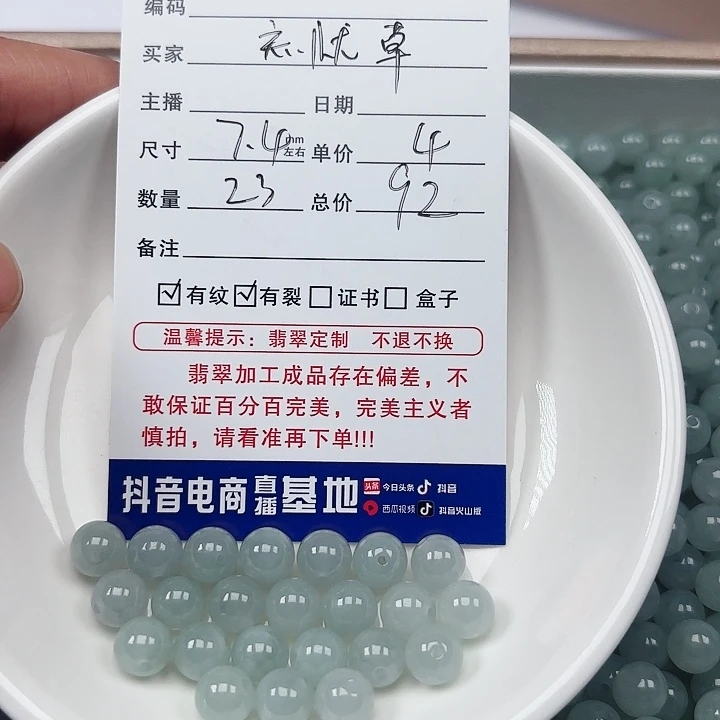 编码
买家 忘忧草
主播 日期
尺寸 7.4mm左右 单价 4
数量 23 总价 92
备注
☑有纹☑有裂☐证书☐盒子
温馨提示：翡翠定制 不退不换
翡翠加工成品存在偏差，不
敢保证百分百完美，完美主义者
慎拍，请看准再下单!!!
抖音电商直播基地 头条 今日头条 抖音
西瓜视频 抖音火山版